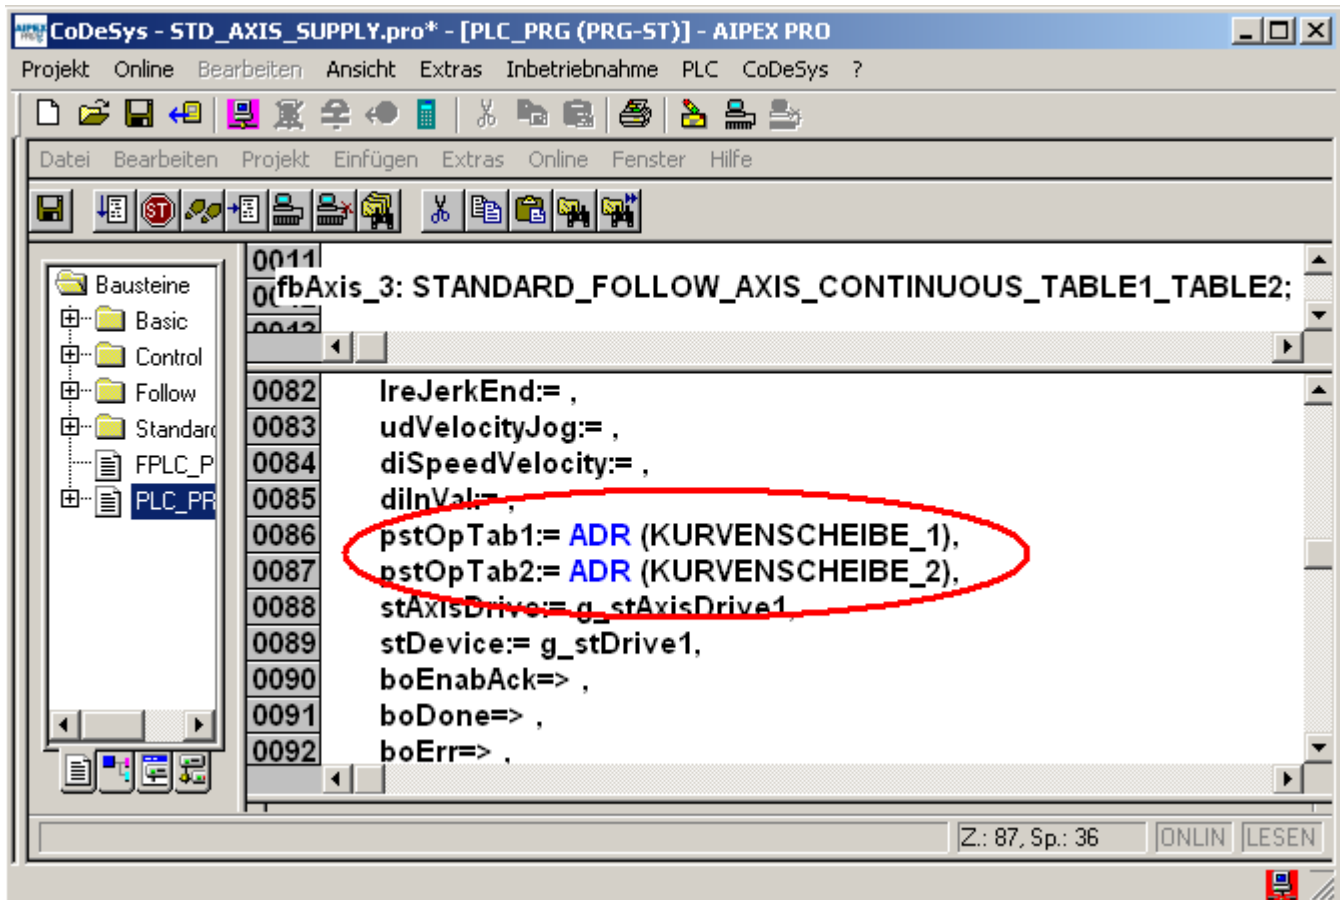 CoDeSys - STD_AXIS_SUPPLY.pro* - [PLC_PRG (PRG-ST)] - AIPEX PRO
Projekt Online Bearbeiten Ansicht Extras Inbetriebnahme PLC CoDeSys ?
Datei Bearbeiten Projekt Einfügen Extras Online Fenster Hilfe
Bausteine
Basic
Control
Follow
Standard
FPLC_P
PLC_PR
0011
fbAxis_3: STANDARD_FOLLOW_AXIS_CONTINUOUS_TABLE1_TABLE2;
0082 lreJerkEnd:= ,
0083 udVelocityJog:= ,
0084 diSpeedVelocity:= ,
0085 diInVal:= ,
0086 pstOpTab1:= ADR (KURVENSCHEIBE_1),
0087 pstOpTab2:= ADR (KURVENSCHEIBE_2),
0088 stAxisDrive:= g_stAxisDrive1,
0089 stDevice:= g_stDrive1,
0090 boEnabAck=> ,
0091 boDone=> ,
0092 boErr=> ,
Z.: 87, Sp.: 36 ONLIN LESEN